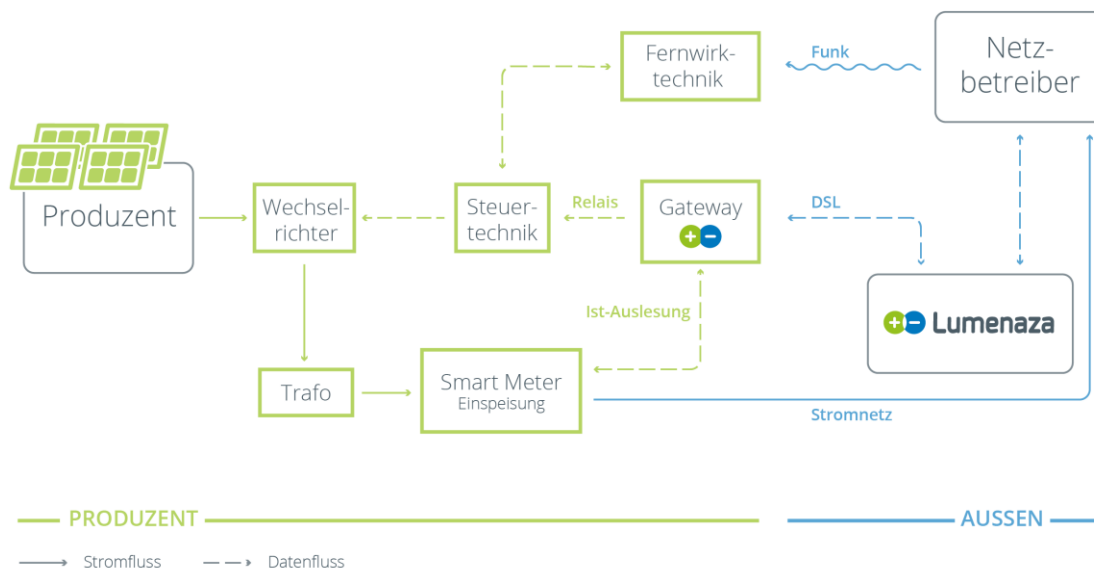 Fernwirk-
technik
Funk
Netz-
betreiber
Produzent
Wechsel-
richter
Steuer-
technik
Relais
Gateway
DSL
Ist-Auslesung
Lumenaza
Trafo
Smart Meter
Einspeisung
Stromnetz
PRODUZENT
AUSSEN
Stromfluss
Datenfluss